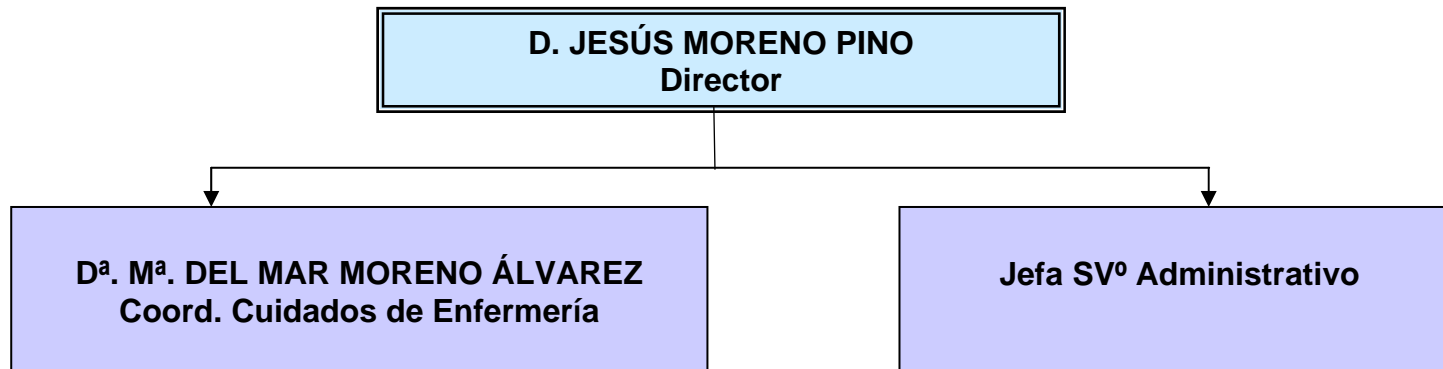 D. JESÚS MORENO PINO
Director
Dª. Mª. DEL MAR MORENO ÁLVAREZ
Coord. Cuidados de Enfermería
Jefa SVº Administrativo